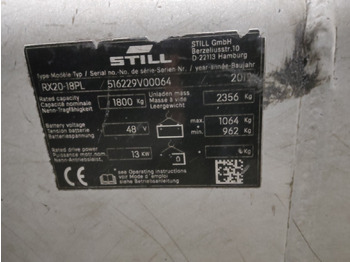 STILL
STILL GmbH
Berzeliusstr.10
D-22113 Hamburg
Type-Modèle-Typ / Serial no.-No. de série-Serien Nr. / year-année-Baujahr
RX20-18PL 516229V00064
Rated capacity
Capacité nominale
Nenn-Tragfähigkeit
1800 Kg
Unladen mass
Masse à vide
Leergewicht
2356 kg
Battery voltage
Tension batterie
Batteriespannung
48 V
max 1064 kg
min 962 kg
Rated drive power
Puissance motor.nom.
Nenn-Antriebsleist.
13 KW
* kg
CE
see Operating instructions
voir Mode d'emploi
siehe Betriebsanleitung